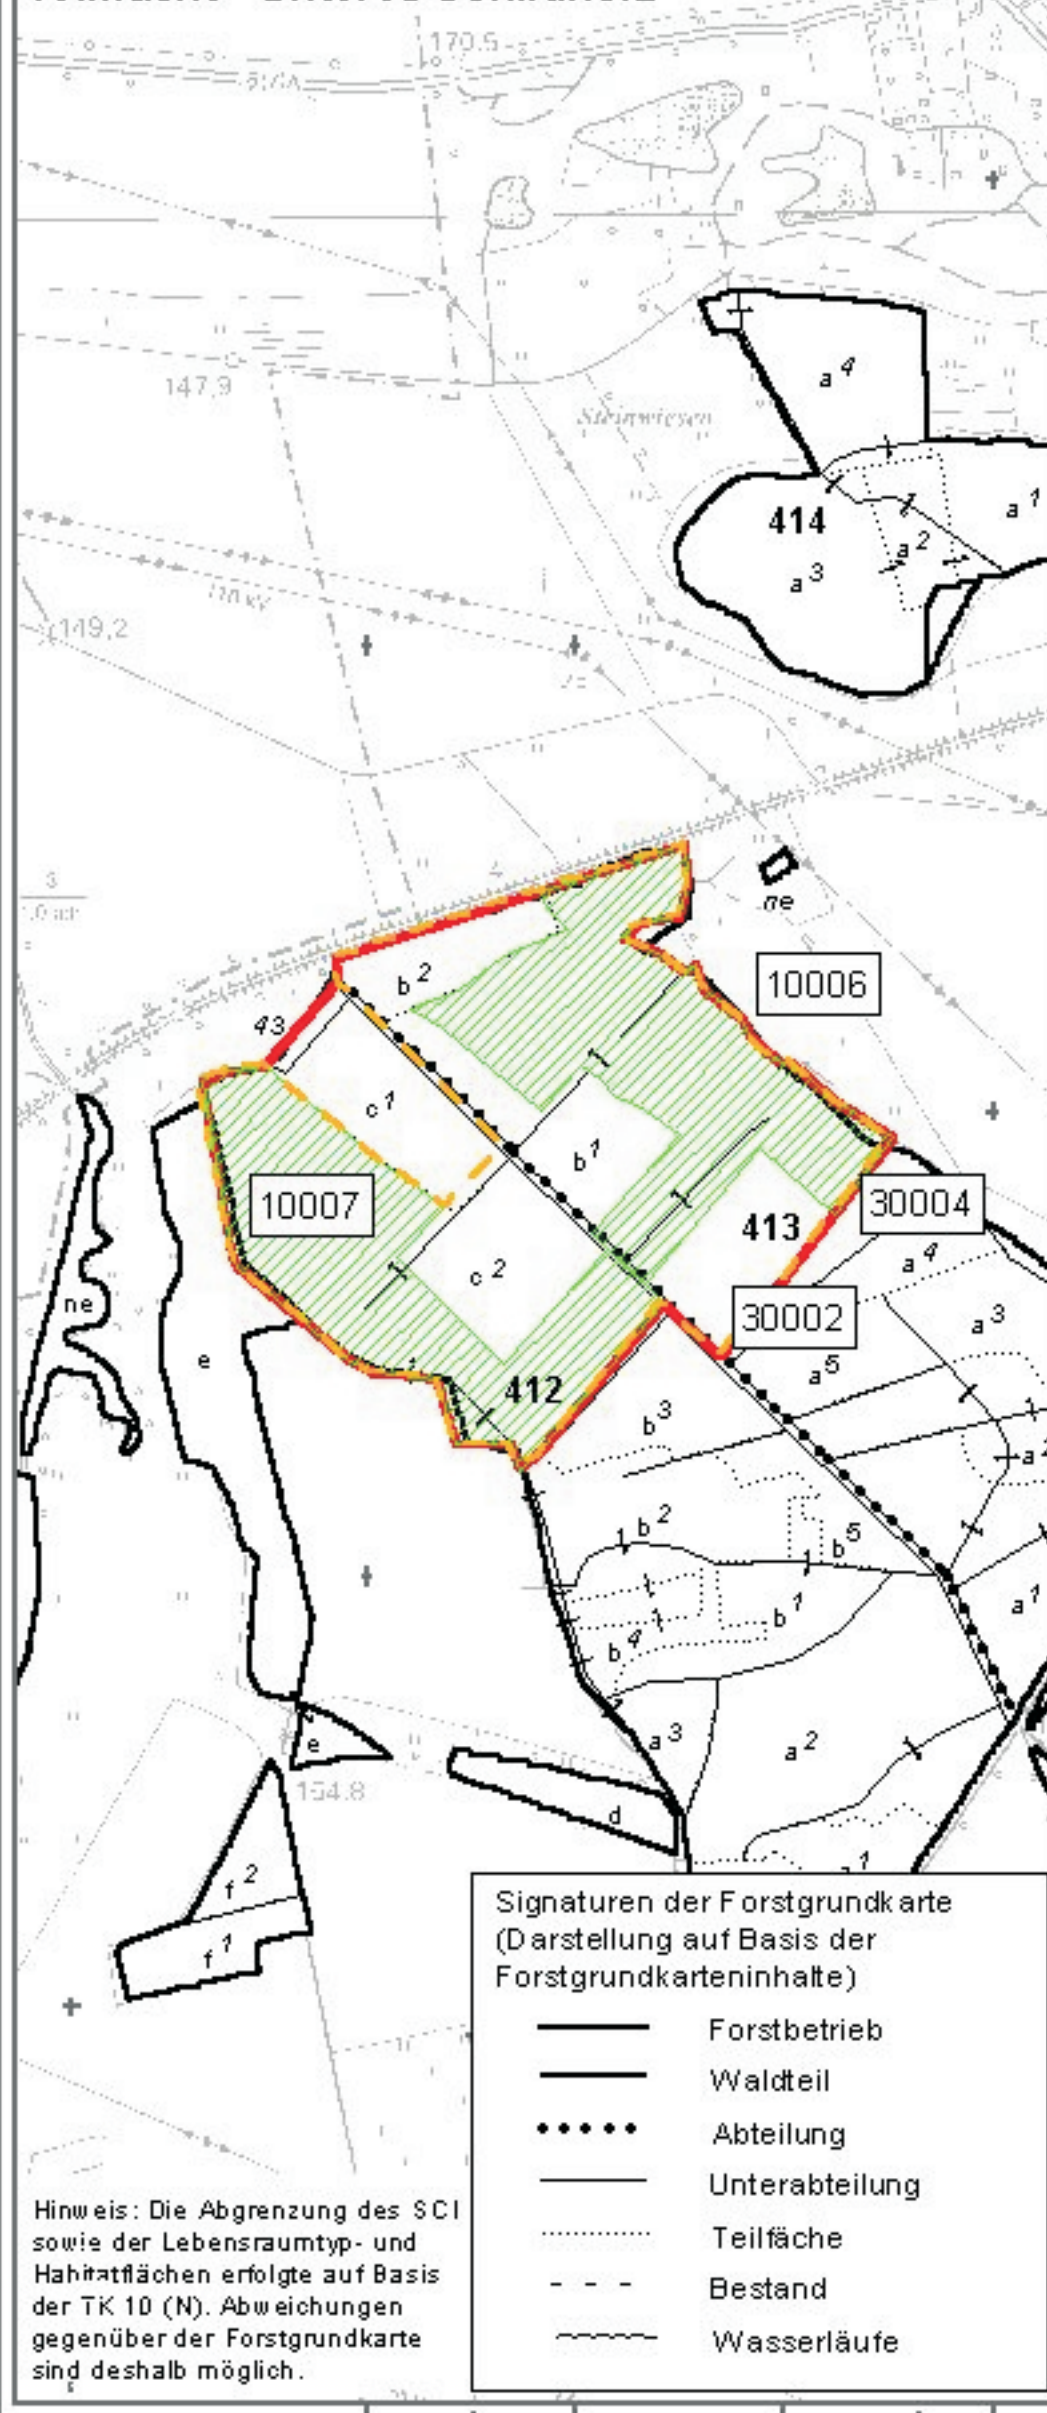 170.5
147,9
Steinwiesen
a 4
a 1
414
a 2
a 3
149,2
ne
10006
b 2
43
c 1
b 1
10007
30004
413
c 2
a 4
30002
a 3
ne
e
a 5
412
b 3
b 2
b 5
b 1
a 1
b 4
a 3
a 2
e
154.8
d
f 2
f 1
Signaturen der Forstgrundkarte
(Darstellung auf Basis der
Forstgrundkarteninhalte)
Forstbetrieb
Waldteil
Abteilung
Unterabteilung
Teilfäche
Bestand
Wasserläufe
Hinweis: Die Abgrenzung des SCI
sowie der Lebensraumtyp- und
Habitatflächen erfolgte auf Basis
der TK 10 (N). Abweichungen
gegenüber der Forstgrundkarte
sind deshalb möglich.